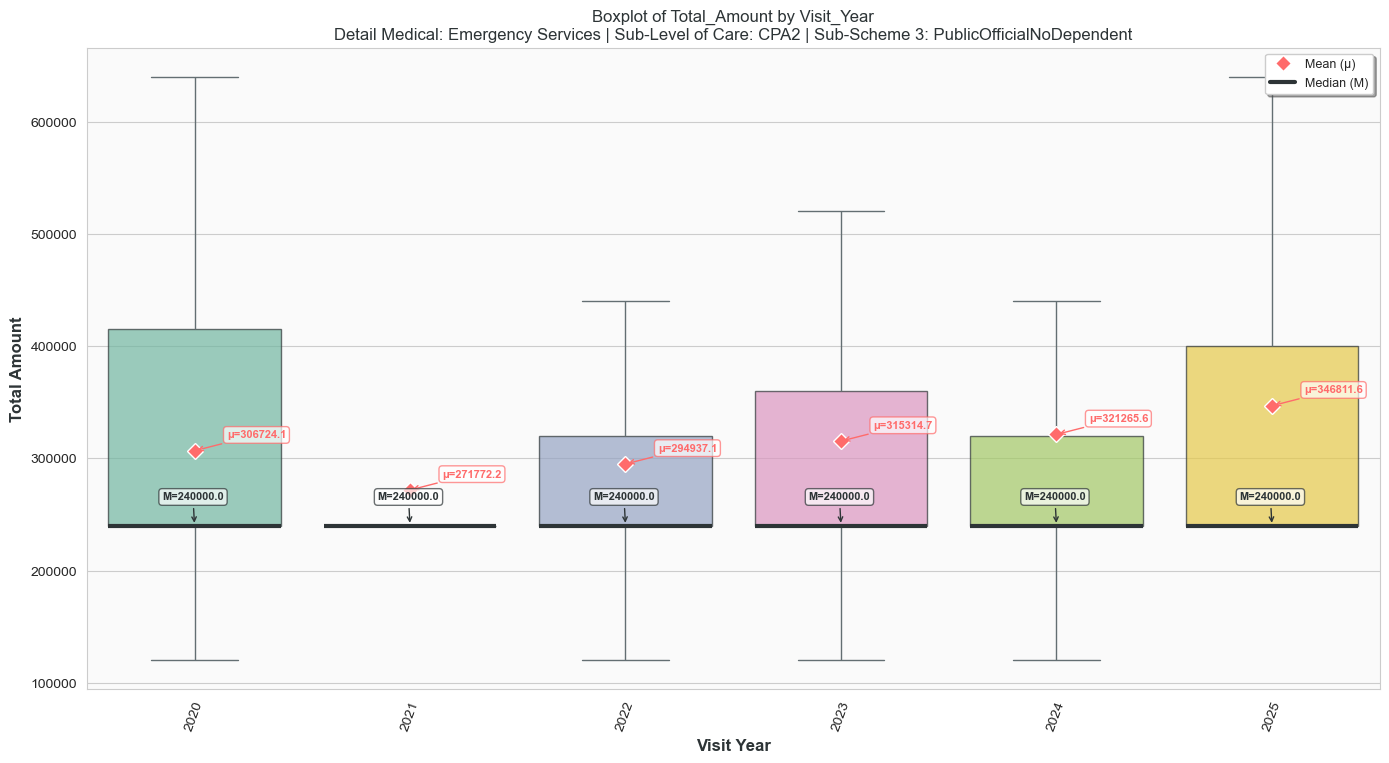 Boxplot of Total_Amount by Visit_Year
Detail Medical: Emergency Services | Sub-Level of Care: CPA2 | Sub-Scheme 3: PublicOfficialNoDependent
Mean (μ)
Median (M)
Total Amount
600000
500000
400000
300000
200000
100000
μ=306724.1
M=240000.0
μ=271772.2
M=240000.0
μ=294937.1
M=240000.0
μ=315314.7
M=240000.0
μ=321265.6
M=240000.0
μ=346811.6
M=240000.0
2020
2021
2022
2023
2024
2025
Visit Year